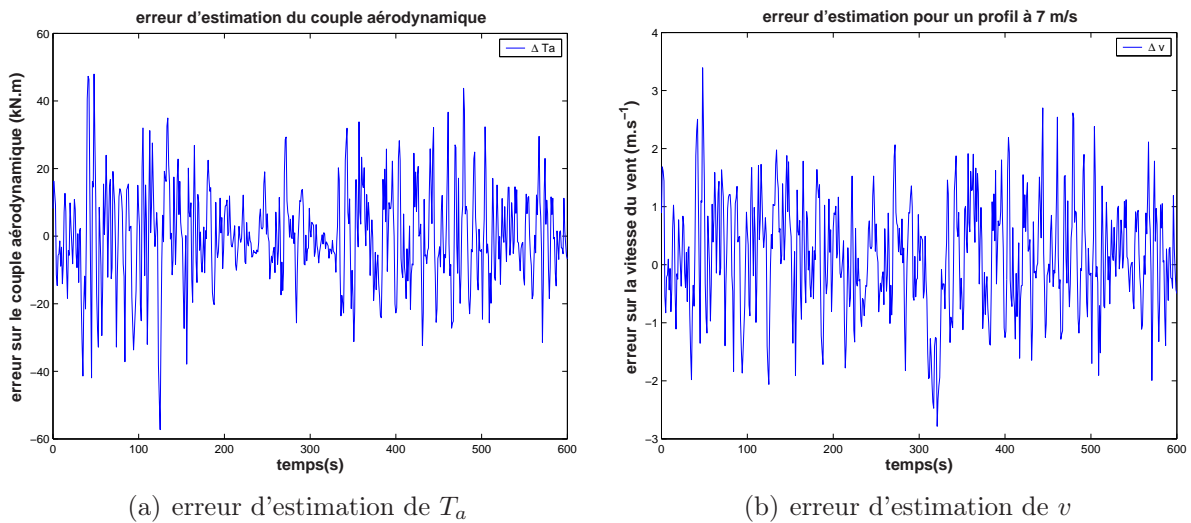 erreur d'estimation du couple aérodynamique
60
40
20
0
−20
−40
−60
erreur sur le couple aérodynamique (kN.m)
Δ Ta
0 100 200 300 400 500 600
temps(s)
(a) erreur d'estimation de Ta
erreur d'estimation pour un profil à 7 m/s
4
3
2
1
0
−1
−2
−3
erreur sur la vitesse du vent (m.s⁻¹)
Δ v
0 100 200 300 400 500 600
temps(s)
(b) erreur d'estimation de v